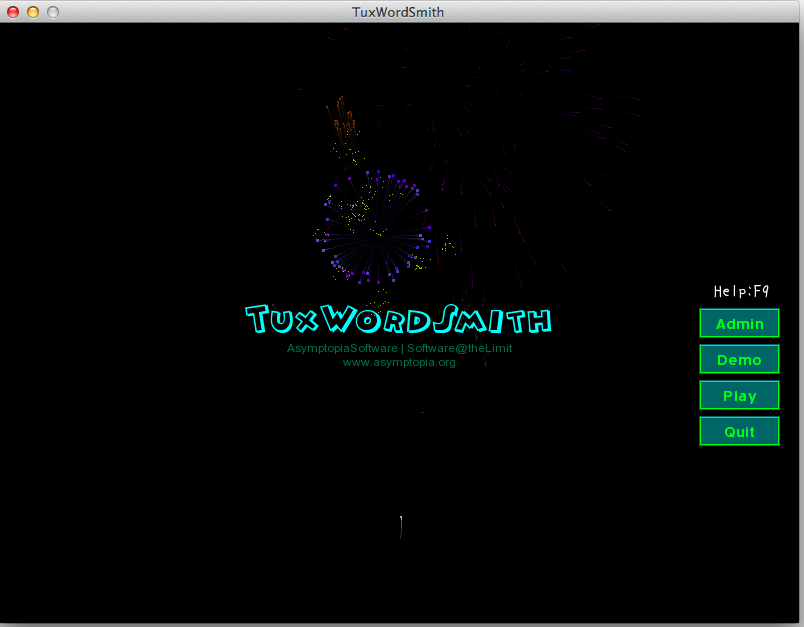 TuxWordSmith
TuxWordSmith
AsymptopiaSoftware | Software@theLimit
www.asymptopia.org
Help:F9
Admin
Demo
Play
Quit